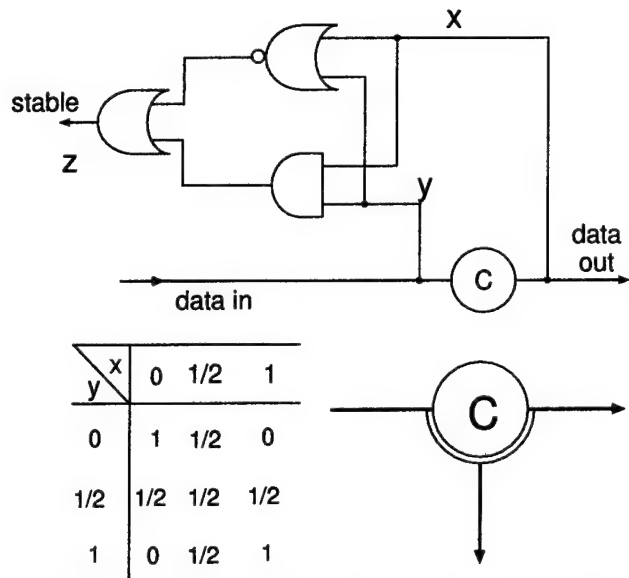 x
stable
z
y
data
out
C
data in
x
y
0 1/2 1
0 1 1/2 0
1/2 1/2 1/2 1/2
1 0 1/2 1
C